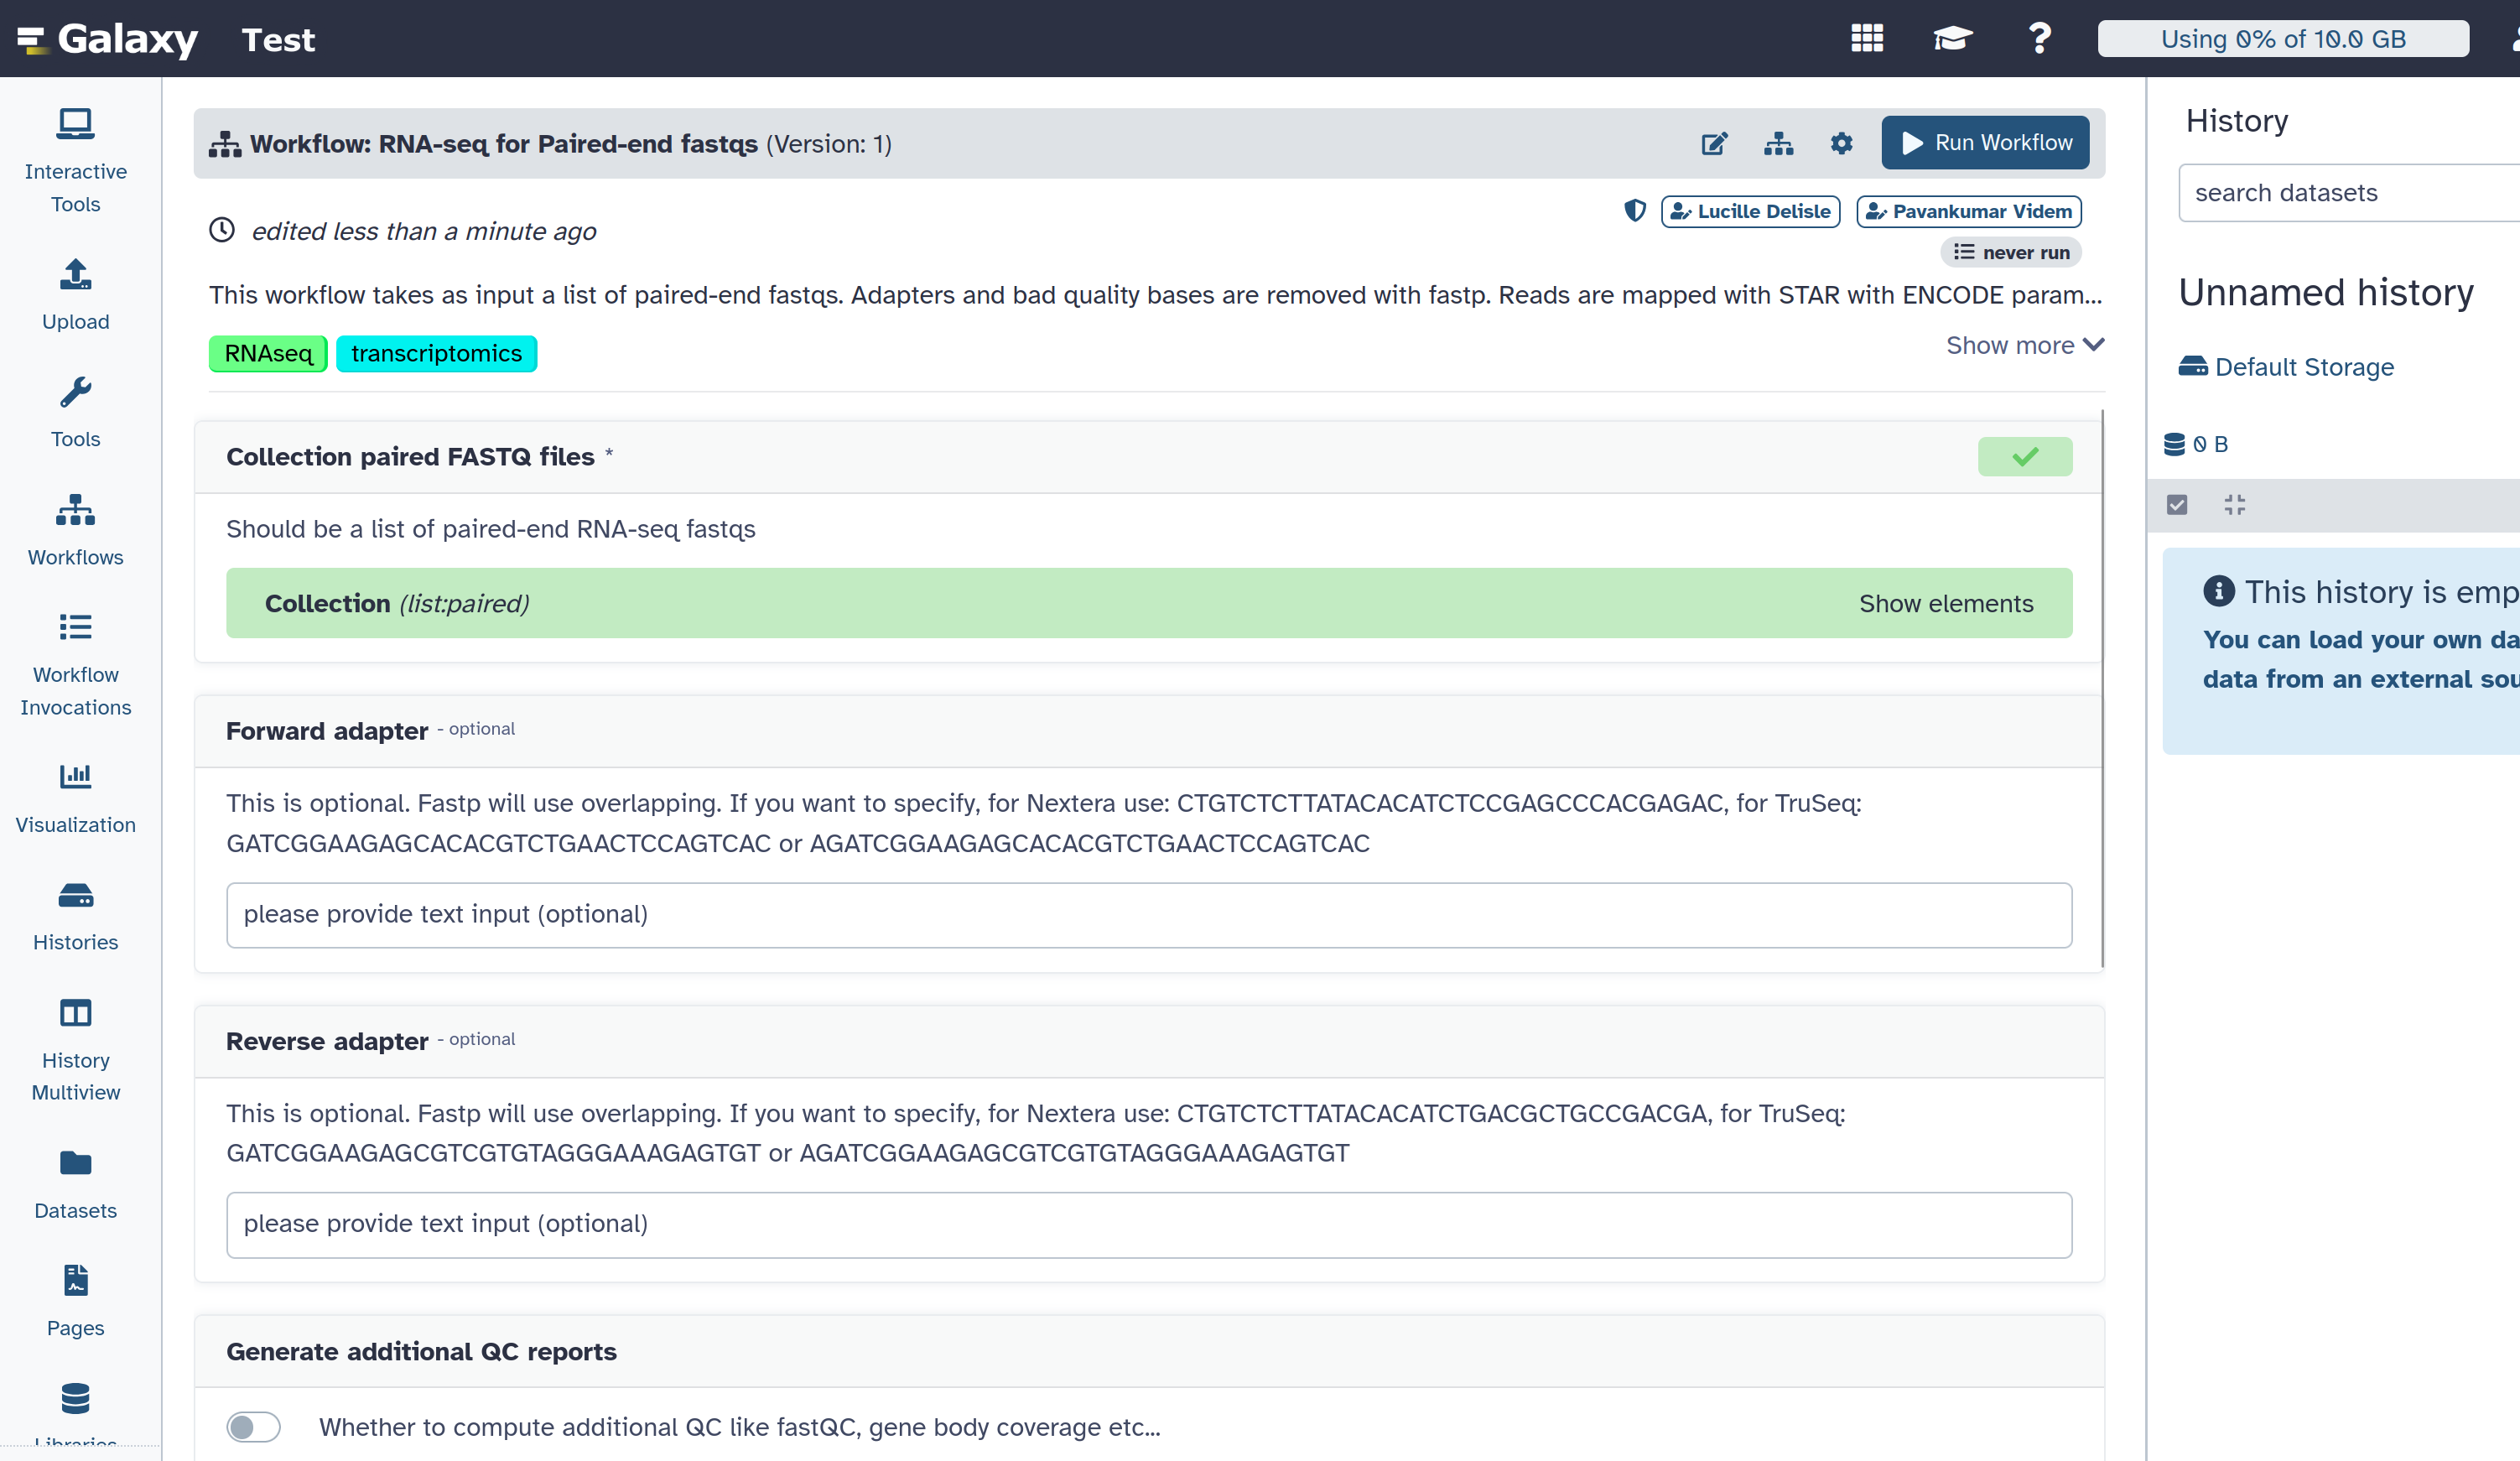 Galaxy Test
Using 0% of 10.0 GB
Interactive
Tools
Upload
Tools
Workflows
Workflow
Invocations
Visualization
Histories
History
Multiview
Datasets
Pages
Libraries
Workflow: RNA-seq for Paired-end fastqs (Version: 1)
Run Workflow
edited less than a minute ago
Lucille Delisle
Pavankumar Videm
never run
This workflow takes as input a list of paired-end fastqs. Adapters and bad quality bases are removed with fastp. Reads are mapped with STAR with ENCODE param...
RNAseq
transcriptomics
Show more
Collection paired FASTQ files *
Should be a list of paired-end RNA-seq fastqs
Collection (list:paired)
Show elements
Forward adapter - optional
This is optional. Fastp will use overlapping. If you want to specify, for Nextera use: CTGTCTCTTATACACATCTCCGAGCCCACGAGAC, for TruSeq:
GATCGGAAGAGCACACGTCTGAACTCCAGTCAC or AGATCGGAAGAGCACACGTCTGAACTCCAGTCAC
please provide text input (optional)
Reverse adapter - optional
This is optional. Fastp will use overlapping. If you want to specify, for Nextera use: CTGTCTCTTATACACATCTGACGCTGCCGACGA, for TruSeq:
GATCGGAAGAGCGTCGTGTAGGGAAAGAGTGT or AGATCGGAAGAGCGTCGTGTAGGGAAAGAGTGT
please provide text input (optional)
Generate additional QC reports
Whether to compute additional QC like fastQC, gene body coverage etc...
History
search datasets
Unnamed history
Default Storage
0 B
This history is emp
You can load your own da
data from an external sou